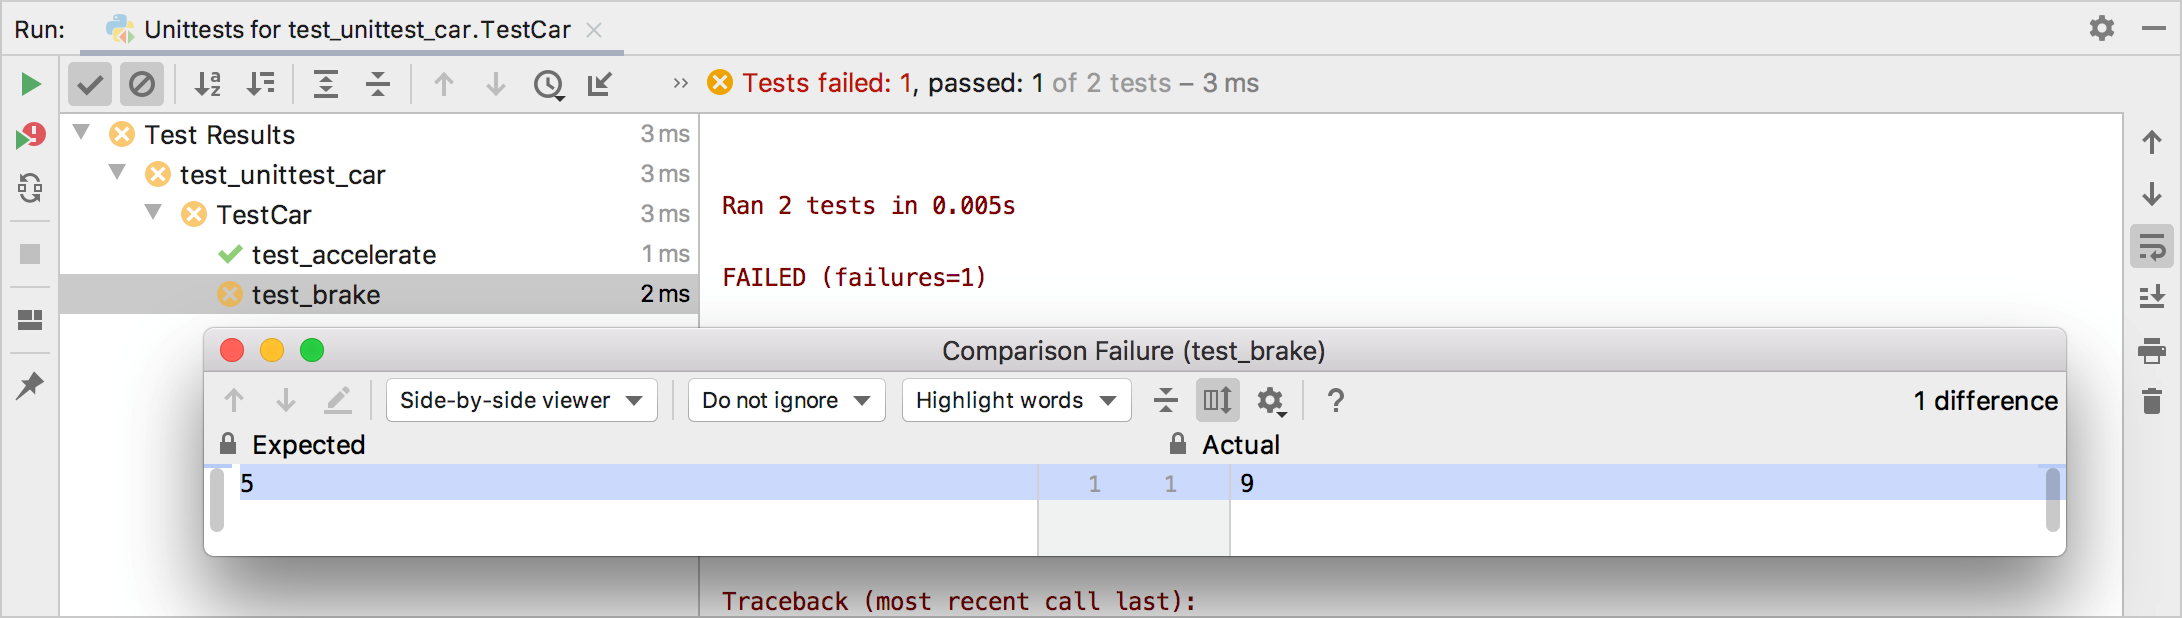 Run: Unittests for test_unittest_car.TestCar
Tests failed: 1, passed: 1 of 2 tests – 3 ms
Test Results 3 ms
test_unittest_car 3 ms
TestCar 3 ms
test_accelerate 1 ms
test_brake 2 ms
Ran 2 tests in 0.005s
FAILED (failures=1)
Comparison Failure (test_brake)
Side-by-side viewer Do not ignore Highlight words ? 1 difference
Expected Actual
5 1 1 9
Traceback (most recent call last):